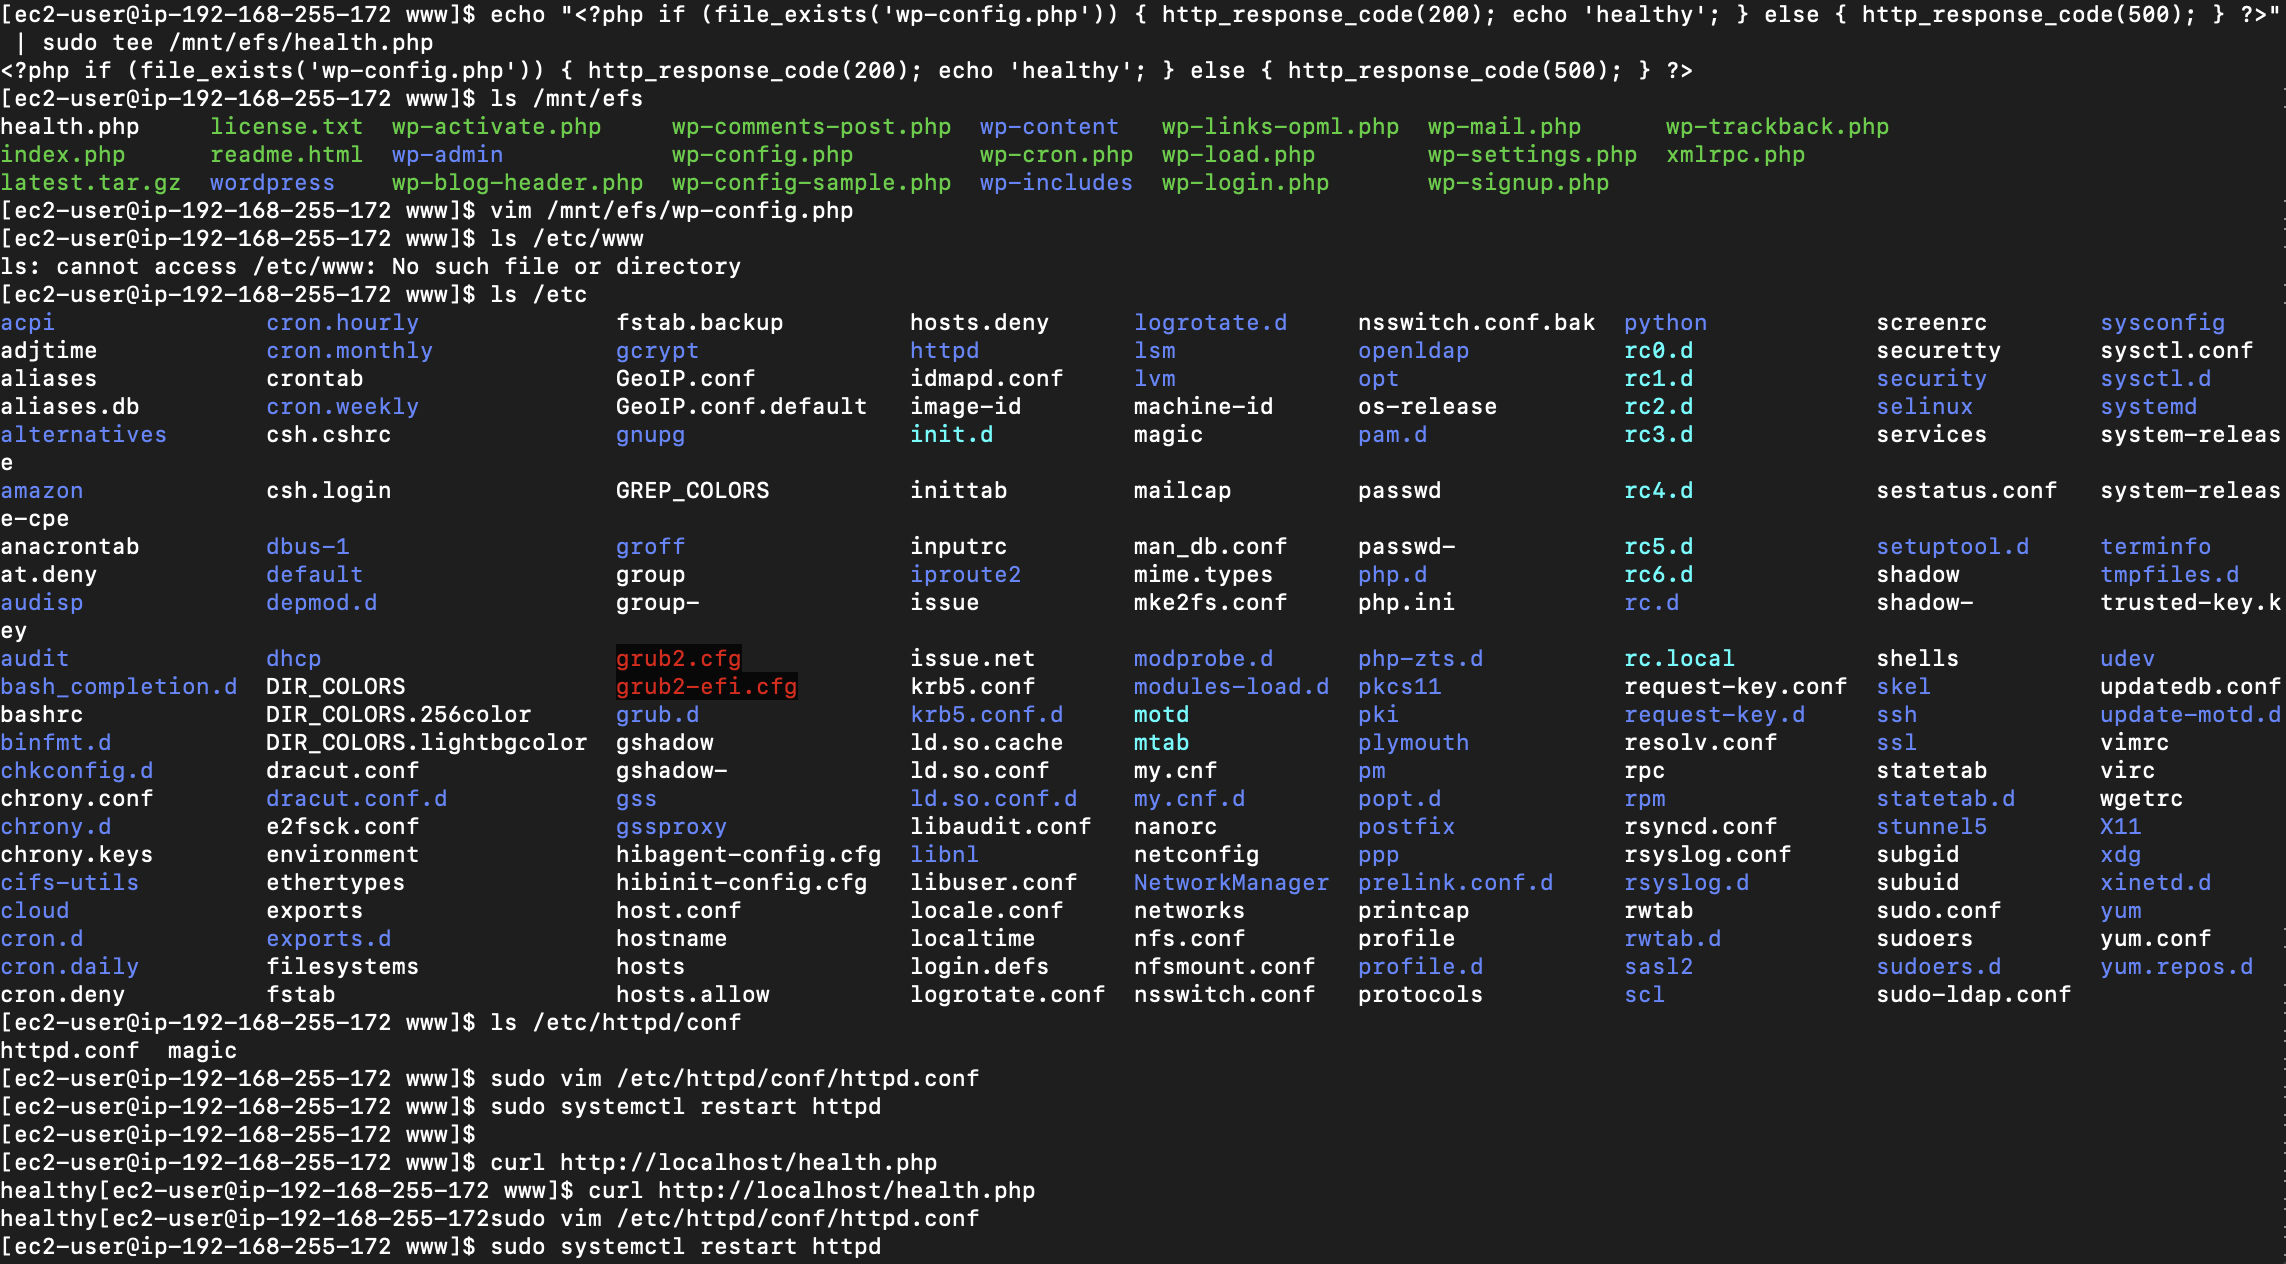 [ec2-user@ip-192-168-255-172 www]$ echo "<?php if (file_exists('wp-config.php')) { http_response_code(200); echo 'healthy'; } else { http_response_code(500); } ?>"
 | sudo tee /mnt/efs/health.php
<?php if (file_exists('wp-config.php')) { http_response_code(200); echo 'healthy'; } else { http_response_code(500); } ?>
[ec2-user@ip-192-168-255-172 www]$ ls /mnt/efs
health.php     license.txt  wp-activate.php     wp-comments-post.php  wp-content   wp-links-opml.php  wp-mail.php      wp-trackback.php
index.php      readme.html  wp-admin            wp-config.php         wp-cron.php  wp-load.php        wp-settings.php  xmlrpc.php
latest.tar.gz  wordpress    wp-blog-header.php  wp-config-sample.php  wp-includes  wp-login.php       wp-signup.php
[ec2-user@ip-192-168-255-172 www]$ vim /mnt/efs/wp-config.php
[ec2-user@ip-192-168-255-172 www]$ ls /etc/www
ls: cannot access /etc/www: No such file or directory
[ec2-user@ip-192-168-255-172 www]$ ls /etc
acpi               cron.hourly              fstab.backup         hosts.deny     logrotate.d     nsswitch.conf.bak  python            screenrc       sysconfig
adjtime            cron.monthly             gcrypt               httpd          lsm             openldap           rc0.d             securetty      sysctl.conf
aliases            crontab                  GeoIP.conf           idmapd.conf    lvm             opt                rc1.d             security       sysctl.d
aliases.db         cron.weekly              GeoIP.conf.default   image-id       machine-id      os-release         rc2.d             selinux        systemd
alternatives       csh.cshrc                gnupg                init.d         magic           pam.d              rc3.d             services       system-releas
e
amazon             csh.login                GREP_COLORS          inittab        mailcap         passwd             rc4.d             sestatus.conf  system-releas
e-cpe
anacrontab         dbus-1                   groff                inputrc        man_db.conf     passwd-            rc5.d             setuptool.d    terminfo
at.deny            default                  group                iproute2       mime.types      php.d              rc6.d             shadow         tmpfiles.d
audisp             depmod.d                 group-               issue          mke2fs.conf     php.ini            rc.d              shadow-        trusted-key.k
ey
audit              dhcp                     grub2.cfg            issue.net      modprobe.d      php-zts.d          rc.local          shells         udev
bash_completion.d  DIR_COLORS               grub2-efi.cfg        krb5.conf      modules-load.d  pkcs11             request-key.conf  skel           updatedb.conf
bashrc             DIR_COLORS.256color      grub.d               krb5.conf.d    motd            pki                request-key.d     ssh            update-motd.d
binfmt.d           DIR_COLORS.lightbgcolor  gshadow              ld.so.cache    mtab            plymouth           resolv.conf       ssl            vimrc
chkconfig.d        dracut.conf              gshadow-             ld.so.conf     my.cnf          pm                 rpc               statetab       virc
chrony.conf        dracut.conf.d            gss                  ld.so.conf.d   my.cnf.d        popt.d             rpm               statetab.d     wgetrc
chrony.d           e2fsck.conf              gssproxy             libaudit.conf  nanorc          postfix            rsyncd.conf       stunnel5       X11
chrony.keys        environment              hibagent-config.cfg  libnl          netconfig       ppp                rsyslog.conf      subgid         xdg
cifs-utils         ethertypes               hibinit-config.cfg   libuser.conf   NetworkManager  prelink.conf.d     rsyslog.d         subuid         xinetd.d
cloud              exports                  host.conf            locale.conf    networks        printcap           rwtab             sudo.conf      yum
cron.d             exports.d                hostname             localtime      nfs.conf        profile            rwtab.d           sudoers        yum.conf
cron.daily         filesystems              hosts                login.defs     nfsmount.conf   profile.d          sasl2             sudoers.d      yum.repos.d
cron.deny          fstab                    hosts.allow          logrotate.conf  nsswitch.conf   protocols          scl               sudo-ldap.conf
[ec2-user@ip-192-168-255-172 www]$ ls /etc/httpd/conf
httpd.conf  magic
[ec2-user@ip-192-168-255-172 www]$ sudo vim /etc/httpd/conf/httpd.conf
[ec2-user@ip-192-168-255-172 www]$ sudo systemctl restart httpd
[ec2-user@ip-192-168-255-172 www]$
[ec2-user@ip-192-168-255-172 www]$ curl http://localhost/health.php
healthy[ec2-user@ip-192-168-255-172 www]$ curl http://localhost/health.php
healthy[ec2-user@ip-192-168-255-172sudo vim /etc/httpd/conf/httpd.conf
[ec2-user@ip-192-168-255-172 www]$ sudo systemctl restart httpd